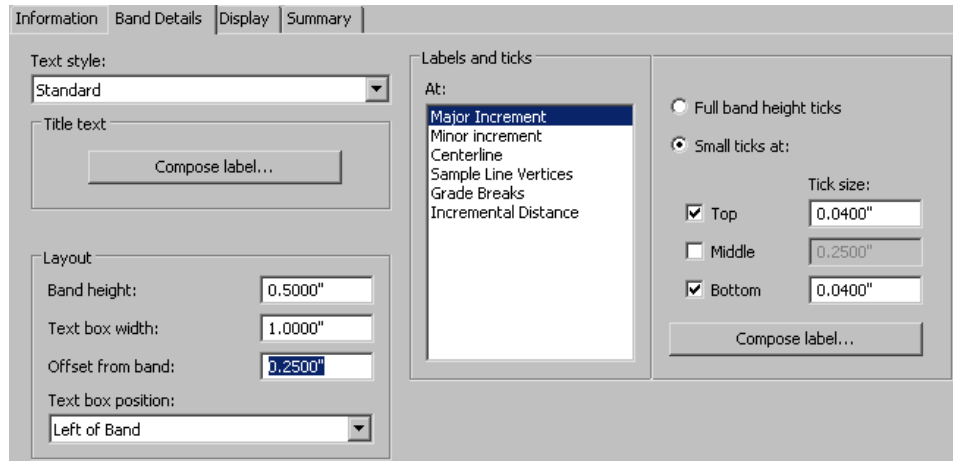 Information Band Details Display Summary
Text style:
Standard
Title text
Compose label...
Layout
Band height: 0.5000"
Text box width: 1.0000"
Offset from band: 0.2500"
Text box position:
Left of Band
Labels and ticks
At:
Major Increment
Minor increment
Centerline
Sample Line Vertices
Grade Breaks
Incremental Distance
Full band height ticks
Small ticks at:
Tick size:
Top 0.0400"
Middle 0.2500"
Bottom 0.0400"
Compose label...